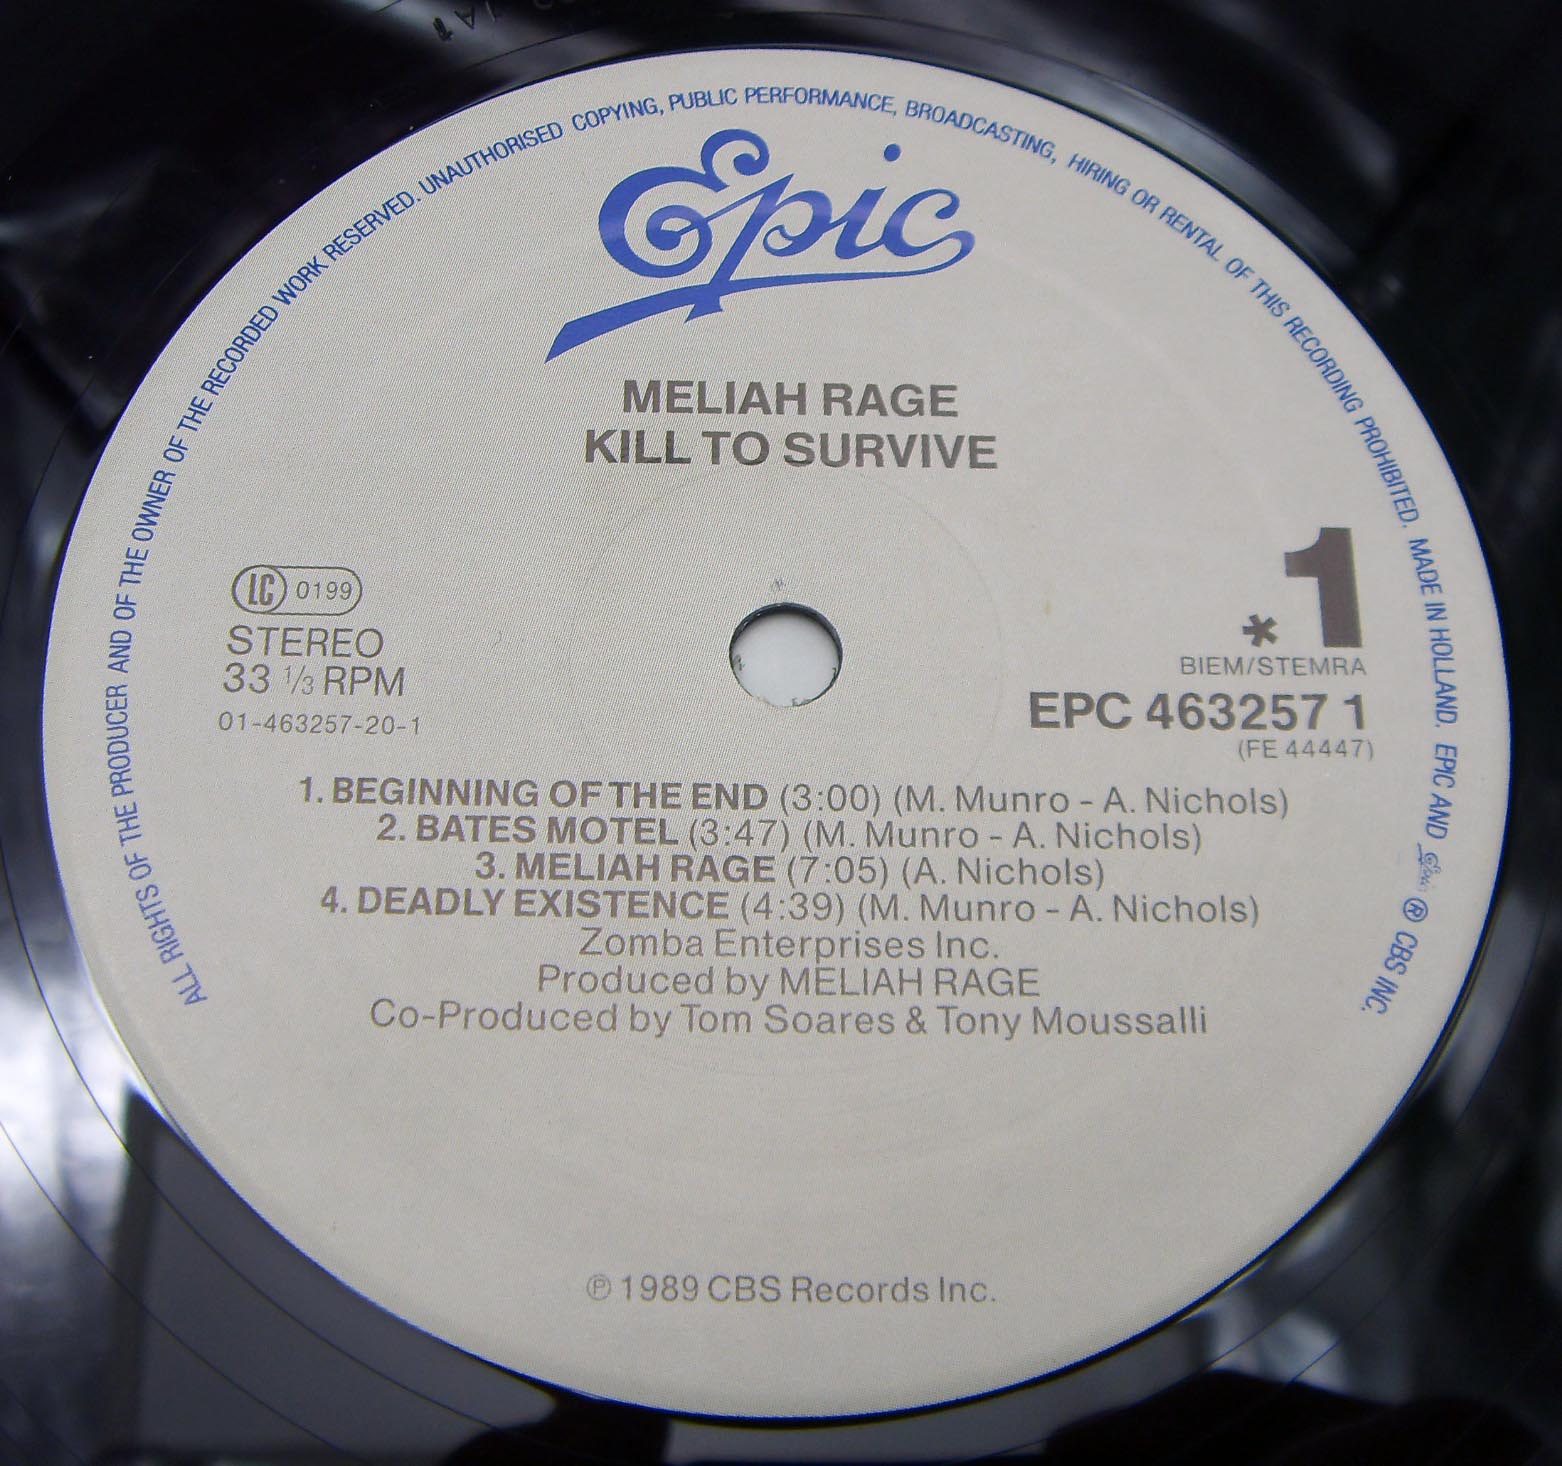 ALL RIGHTS OF THE PRODUCER AND OF THE OWNER OF THE RECORDED WORK RESERVED. UNAUTHORISED COPYING, PUBLIC PERFORMANCE, BROADCASTING, HIRING OR RENTAL OF THIS RECORDING PROHIBITED. MADE IN HOLLAND. EPIC AND Epic ® CBS INC.
Epic
MELIAH RAGE
KILL TO SURVIVE
LC 0199
STEREO
33 1/3 RPM
01-463257-20-1
*1
BIEM/STEMRA
EPC 463257 1
(FE 44447)
1. BEGINNING OF THE END (3:00) (M. Munro - A. Nichols)
2. BATES MOTEL (3:47) (M. Munro - A. Nichols)
3. MELIAH RAGE (7:05) (A. Nichols)
4. DEADLY EXISTENCE (4:39) (M. Munro - A. Nichols)
Zomba Enterprises Inc.
Produced by MELIAH RAGE
Co-Produced by Tom Soares & Tony Moussalli
℗ 1989 CBS Records Inc.